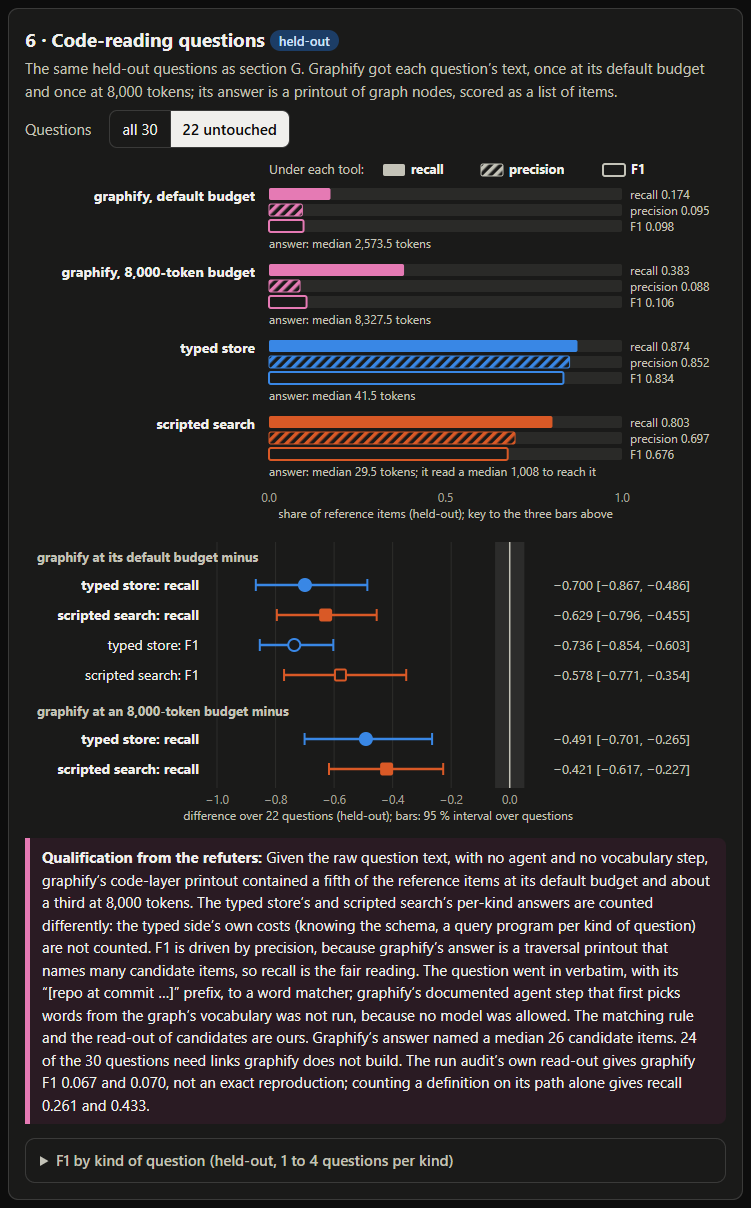 6 · Code-reading questions held-out
The same held-out questions as section G. Graphify got each question's text, once at its default budget
and once at 8,000 tokens; its answer is a printout of graph nodes, scored as a list of items.
Questions all 30 22 untouched
Under each tool: recall precision F1
graphify, default budget
recall 0.174
precision 0.095
F1 0.098
answer: median 2,573.5 tokens
graphify, 8,000-token budget
recall 0.383
precision 0.088
F1 0.106
answer: median 8,327.5 tokens
typed store
recall 0.874
precision 0.852
F1 0.834
answer: median 41.5 tokens
scripted search
recall 0.803
precision 0.697
F1 0.676
answer: median 29.5 tokens; it read a median 1,008 to reach it
0.0 0.5 1.0
share of reference items (held-out); key to the three bars above
graphify at its default budget minus
typed store: recall −0.700 [−0.867, −0.486]
scripted search: recall −0.629 [−0.796, −0.455]
typed store: F1 −0.736 [−0.854, −0.603]
scripted search: F1 −0.578 [−0.771, −0.354]
graphify at an 8,000-token budget minus
typed store: recall −0.491 [−0.701, −0.265]
scripted search: recall −0.421 [−0.617, −0.227]
−1.0 −0.8 −0.6 −0.4 −0.2 0.0
difference over 22 questions (held-out); bars: 95 % interval over questions
Qualification from the refuters: Given the raw question text, with no agent and no vocabulary step,
graphify's code-layer printout contained a fifth of the reference items at its default budget and about
a third at 8,000 tokens. The typed store's and scripted search's per-kind answers are counted
differently: the typed side's own costs (knowing the schema, a query program per kind of question)
are not counted. F1 is driven by precision, because graphify's answer is a traversal printout that
names many candidate items, so recall is the fair reading. The question went in verbatim, with its
“[repo at commit …]” prefix, to a word matcher; graphify's documented agent step that first picks
words from the graph's vocabulary was not run, because no model was allowed. The matching rule
and the read-out of candidates are ours. Graphify's answer named a median 26 candidate items. 24
of the 30 questions need links graphify does not build. The run audit's own read-out gives graphify
F1 0.067 and 0.070, not an exact reproduction; counting a definition on its path alone gives recall
0.261 and 0.433.
▶ F1 by kind of question (held-out, 1 to 4 questions per kind)